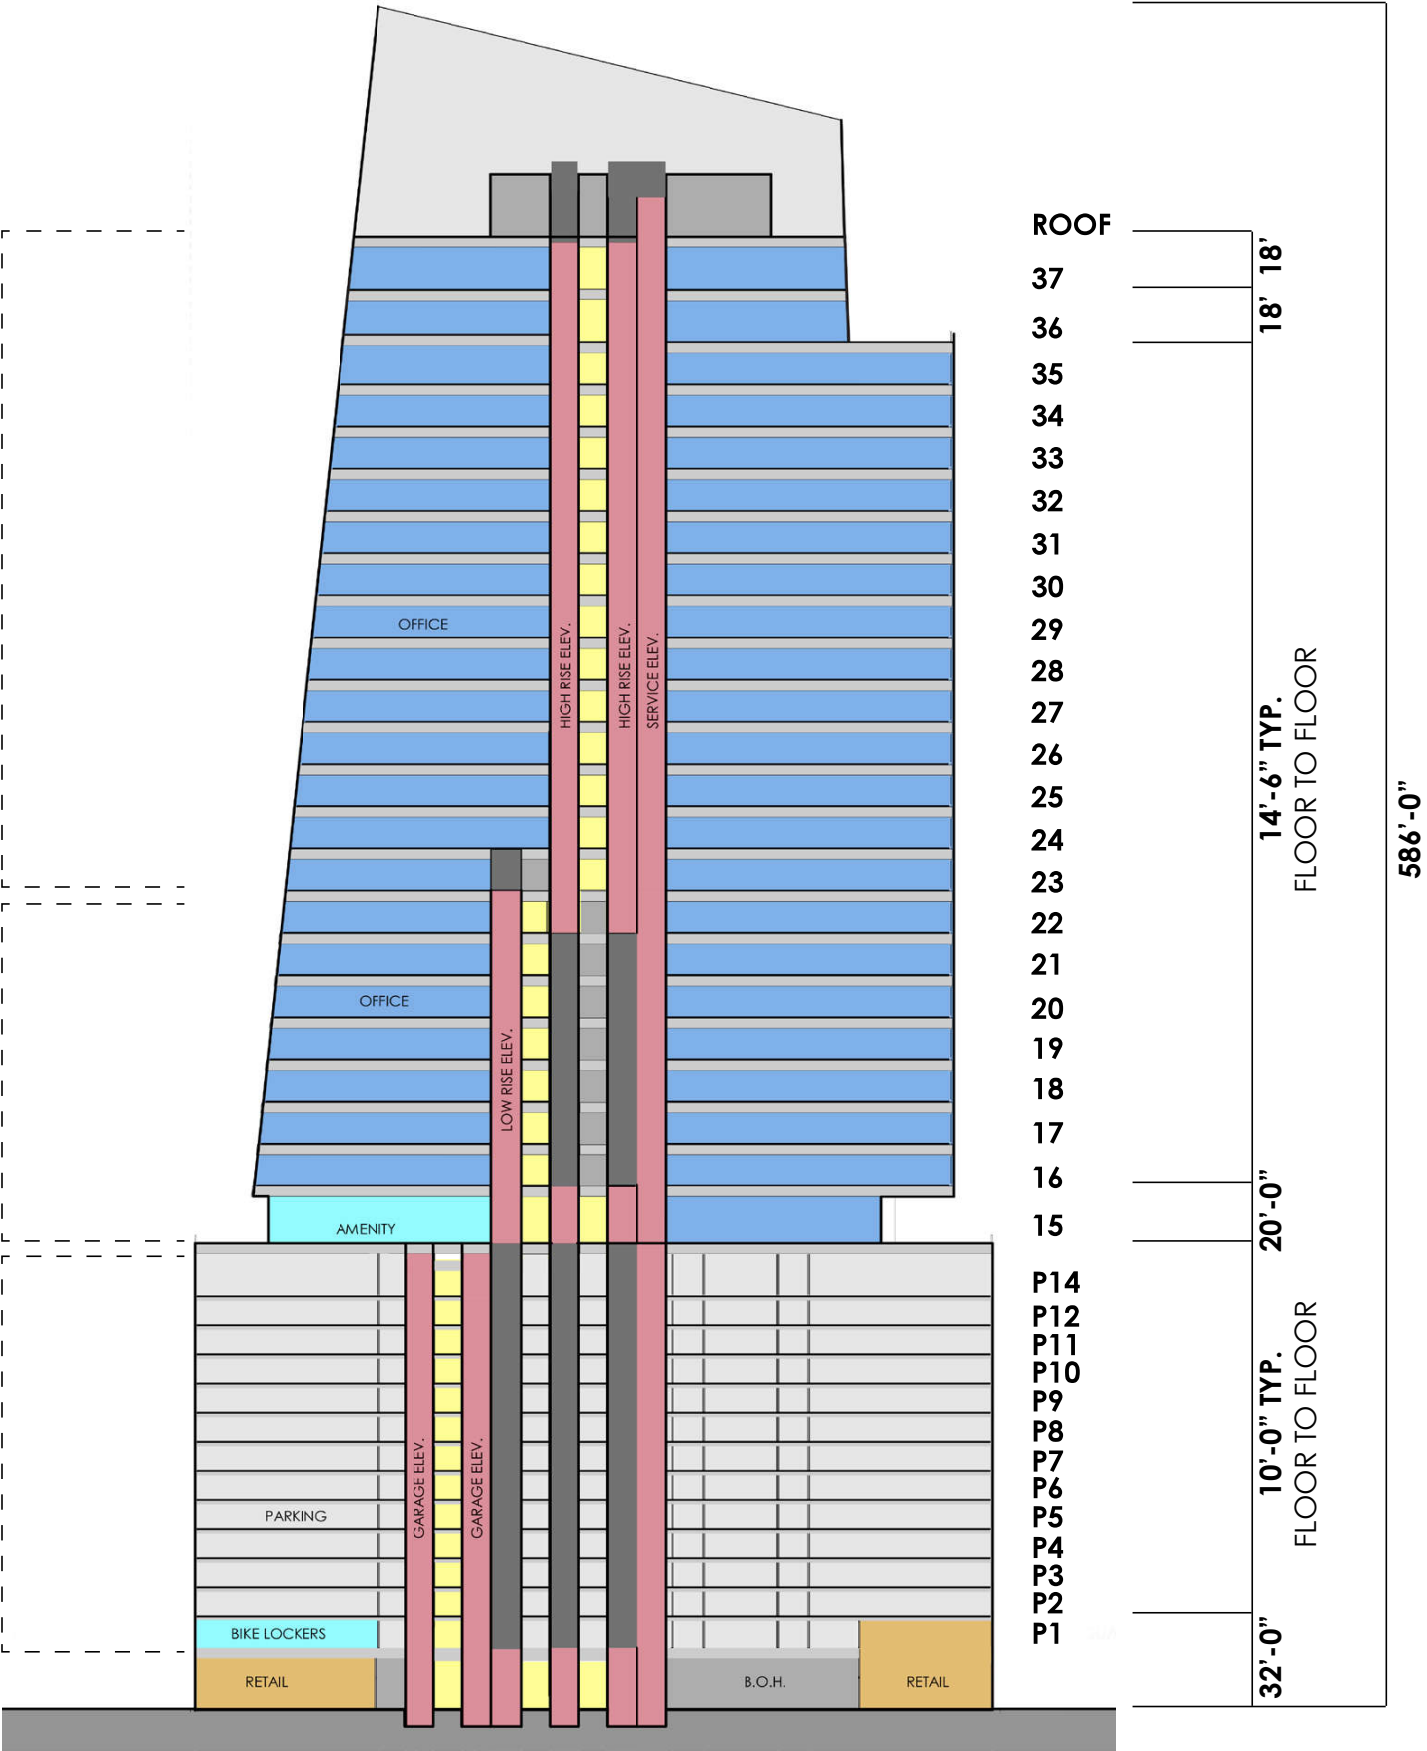 ROOF
37
36
35
34
33
32
31
30
29
28
27
26
25
24
23
22
21
20
19
18
17
16
15
P14
P12
P11
P10
P9
P8
P7
P6
P5
P4
P3
P2
P1
18'
18'
14'-6" TYP.
FLOOR TO FLOOR
20'-0"
10'-0" TYP.
FLOOR TO FLOOR
32'-0"
586'-0"
OFFICE
HIGH RISE ELEV.
HIGH RISE ELEV.
SERVICE ELEV.
OFFICE
LOW RISE ELEV.
AMENITY
GARAGE ELEV.
GARAGE ELEV.
PARKING
BIKE LOCKERS
RETAIL
B.O.H.
RETAIL